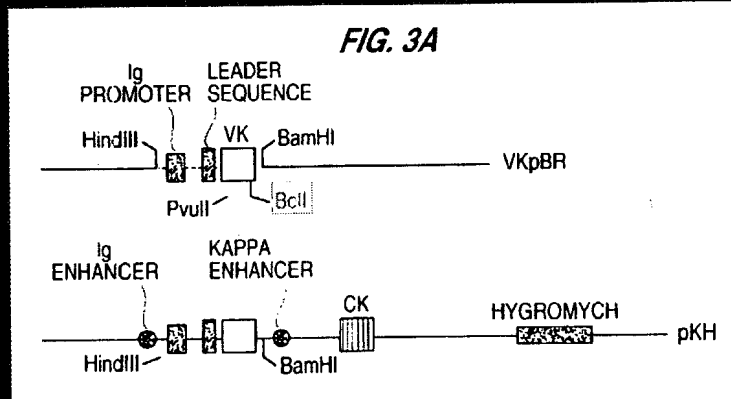 FIG. 3A
Ig
PROMOTER
LEADER
SEQUENCE
HindIII
VK
BamHI
VKpBR
PvuII
BclI
Ig
ENHANCER
KAPPA
ENHANCER
CK
HYGROMYCH
pKH
HindIII
BamHI